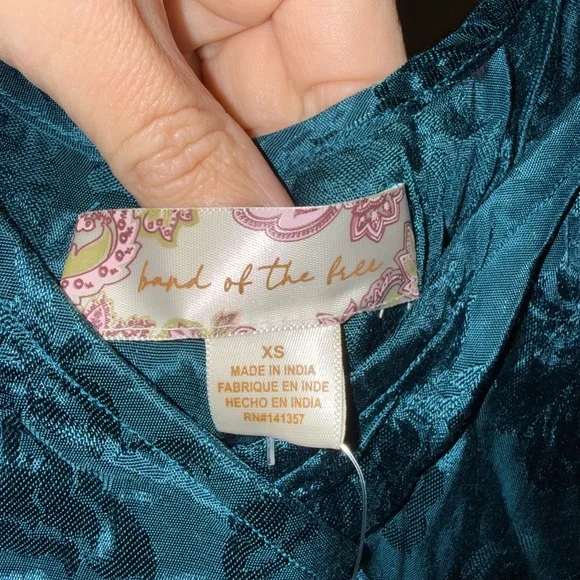 band of the free
XS
MADE IN INDIA
FABRIQUE EN INDE
HECHO EN INDIA
RN#141357